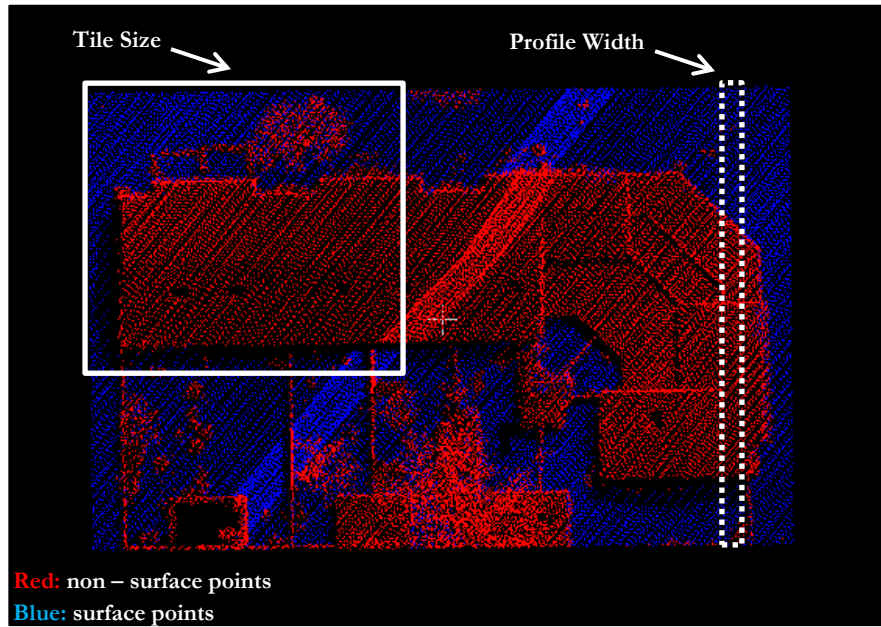 Tile Size
Profile Width
Red: non – surface points
Blue: surface points